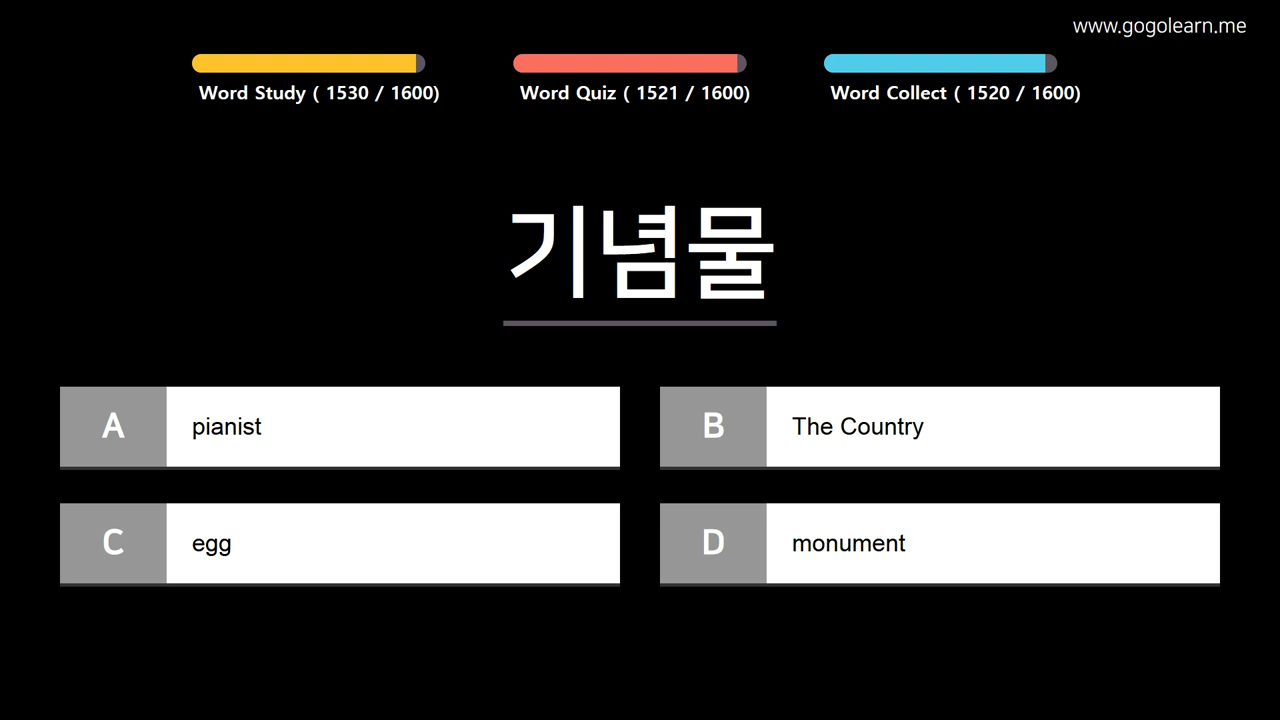 www.gogolearn.me
Word Study ( 1530 / 1600)
Word Quiz ( 1521 / 1600)
Word Collect ( 1520 / 1600)
기념물
A pianist
B The Country
C egg
D monument